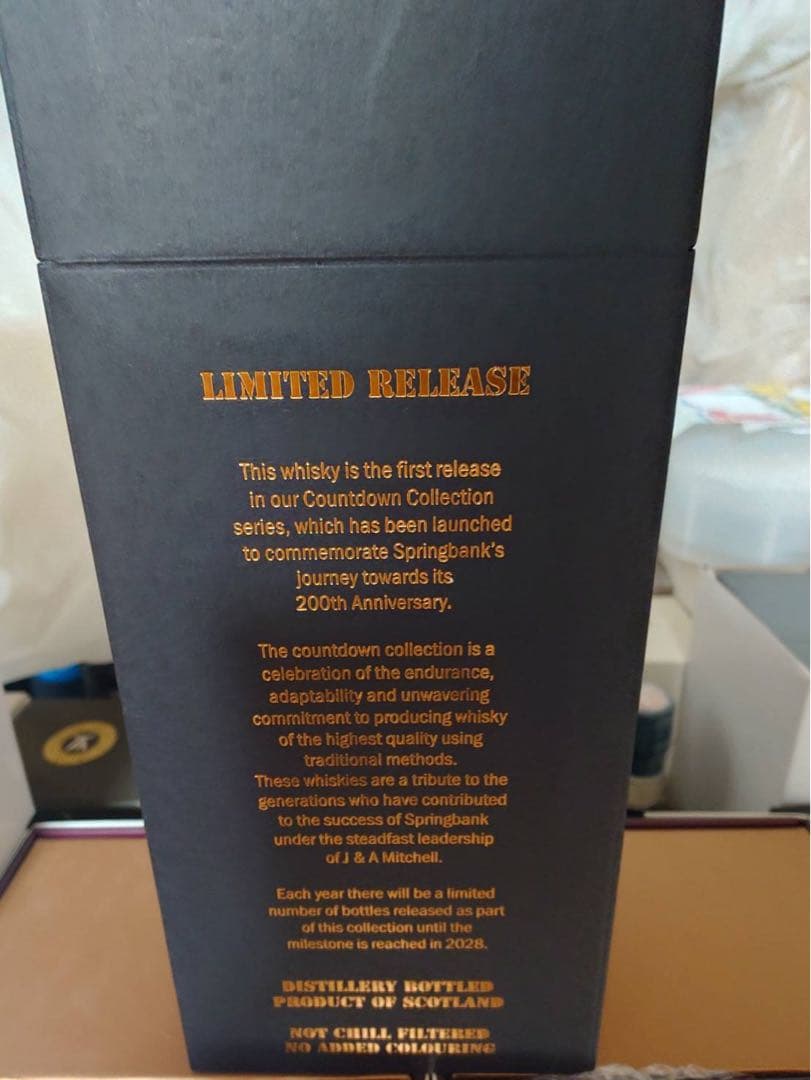 LIMITED RELEASE
This whisky is the first release
in our Countdown Collection
series, which has been launched
to commemorate Springbank's
journey towards its
200th Anniversary.
The countdown collection is a
celebration of the endurance,
adaptability and unwavering
commitment to producing whisky
of the highest quality using
traditional methods.
These whiskies are a tribute to the
generations who have contributed
to the success of Springbank
under the steadfast leadership
of J & A Mitchell.
Each year there will be a limited
number of bottles released as part
of this collection until the
milestone is reached in 2028.
DISTILLERY BOTTLED
PRODUCT OF SCOTLAND
NOT CHILL FILTERED
NO ADDED COLOURING